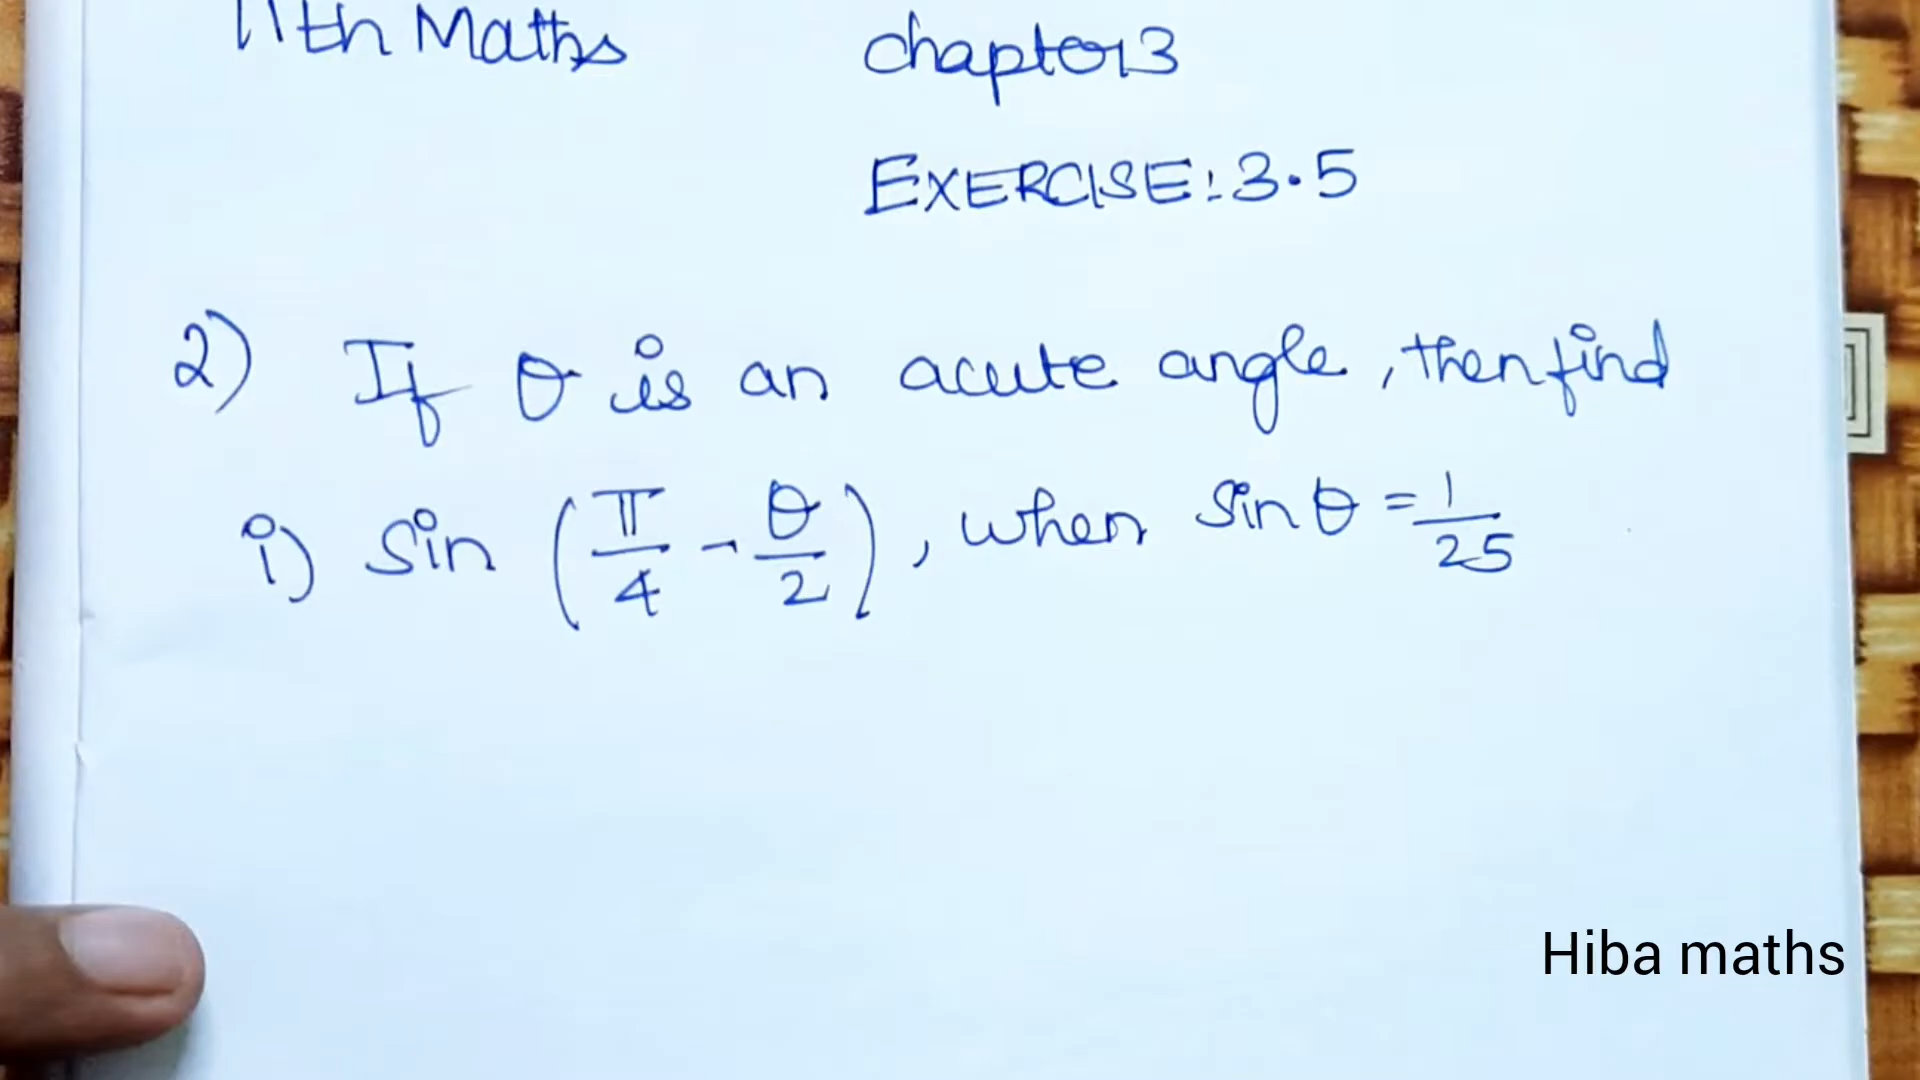 11th Maths chapter 3
EXERCISE: 3.5
2) If θ is an acute angle, then find
i) sin (π/4 - θ/2), when sin θ = 1/25
Hiba maths